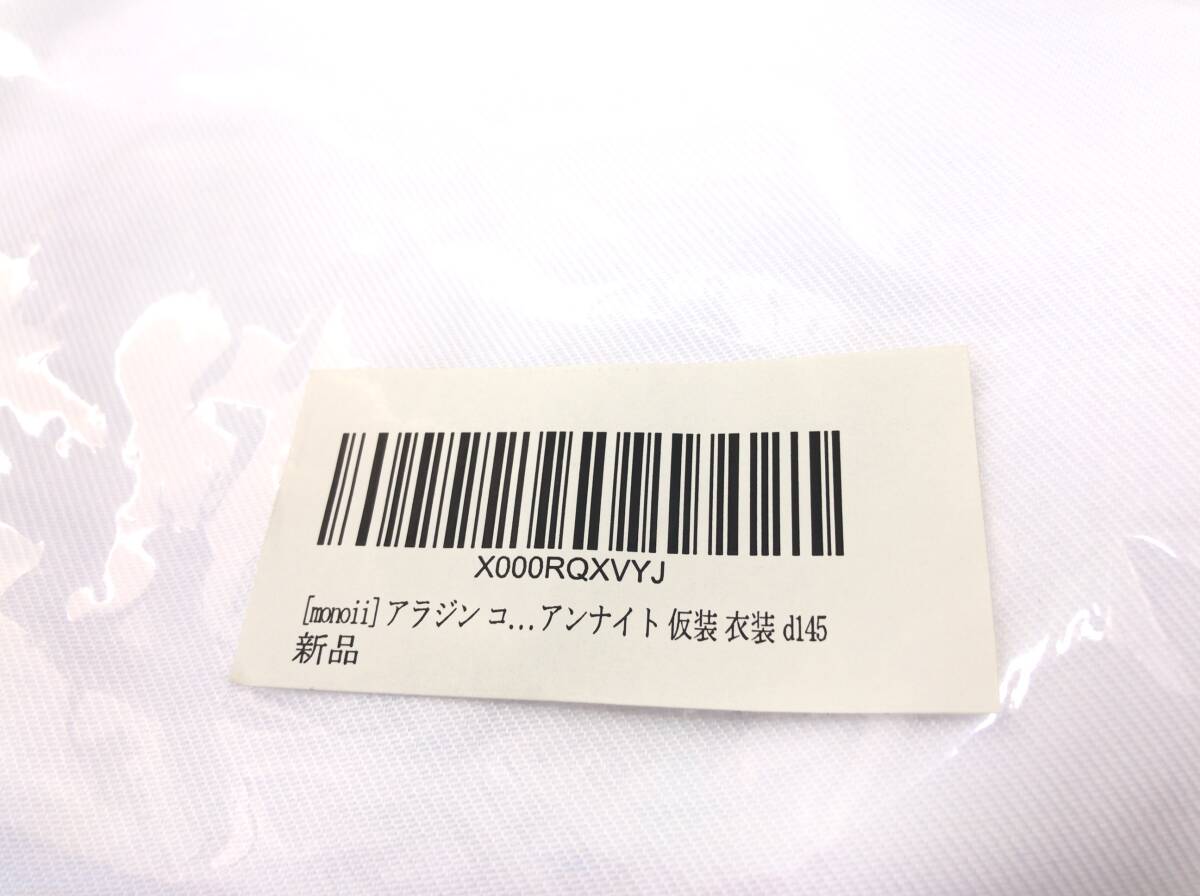 X000RQXVYJ
[monoii] アラジン コ...アンナイト 仮装 衣装 d145
新品